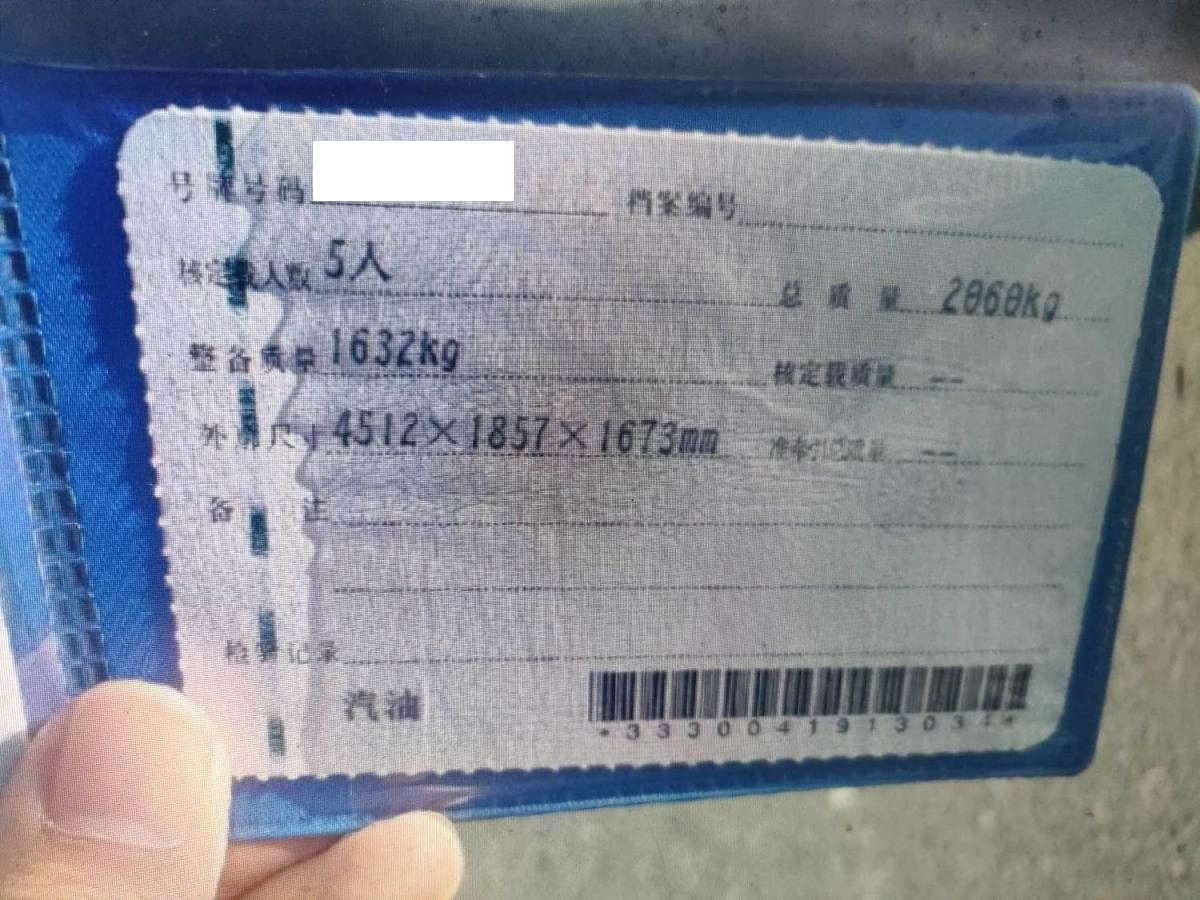 号牌号码 档案编号
核定载人数 5人 总质量 2060kg
整备质量 1632kg 核定载质量 --
外廓尺寸 4512×1857×1673mm 准牵引总质量 --
备注
检验记录
汽油
*3330041913034*